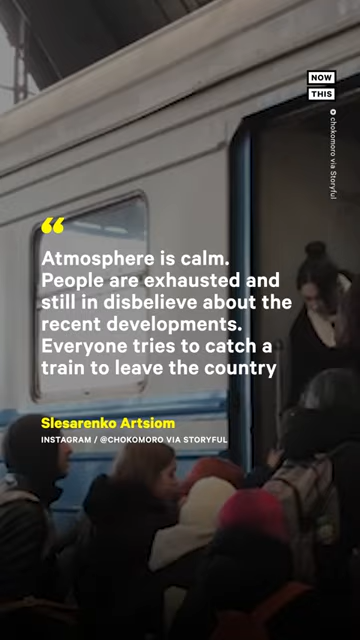 NOW
THIS
chokomoro via Storyful
“
Atmosphere is calm.
People are exhausted and
still in disbelieve about the
recent developments.
Everyone tries to catch a
train to leave the country
Slesarenko Artsiom
INSTAGRAM / @CHOKOMORO VIA STORYFUL